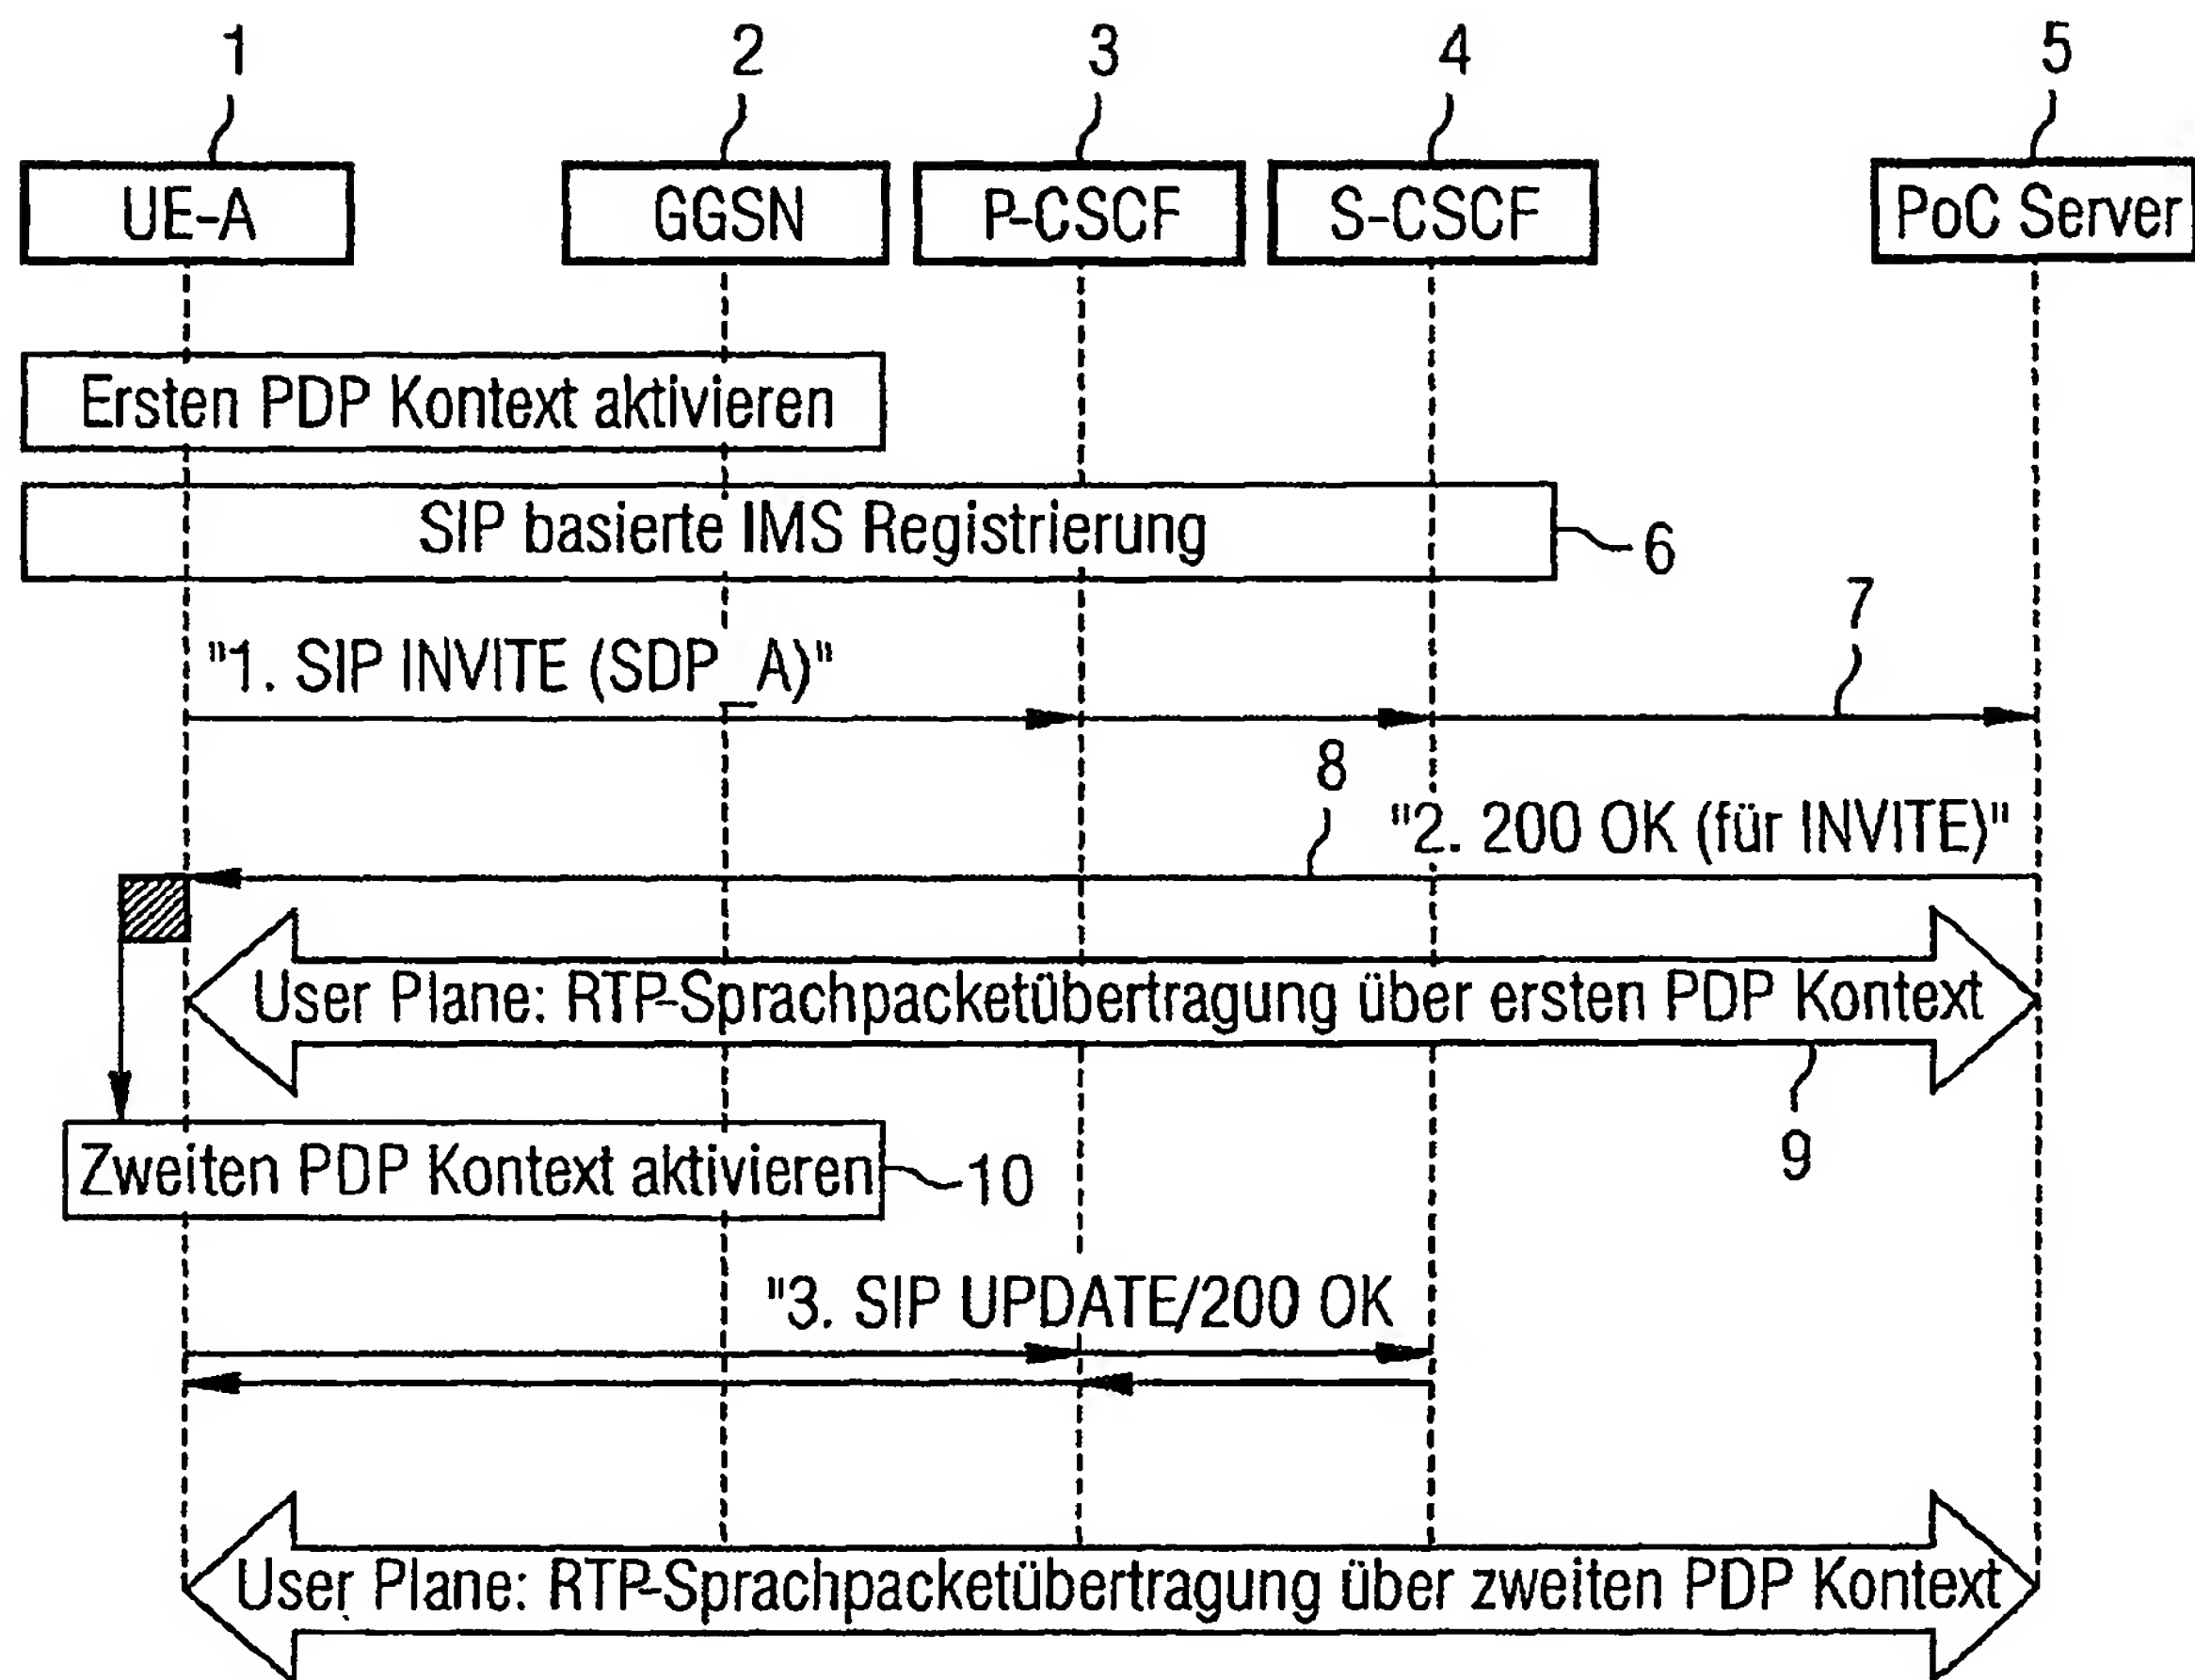 1 2 3 4 5
UE-A GGSN P-CSCF S-CSCF PoC Server
Ersten PDP Kontext aktivieren
SIP basierte IMS Registrierung
6
7
"1. SIP INVITE (SDP_A)"
8
"2. 200 OK (für INVITE)"
User Plane: RTP-Sprachpacketübertragung über ersten PDP Kontext
9
Zweiten PDP Kontext aktivieren
10
"3. SIP UPDATE/200 OK
User Plane: RTP-Sprachpacketübertragung über zweiten PDP Kontext